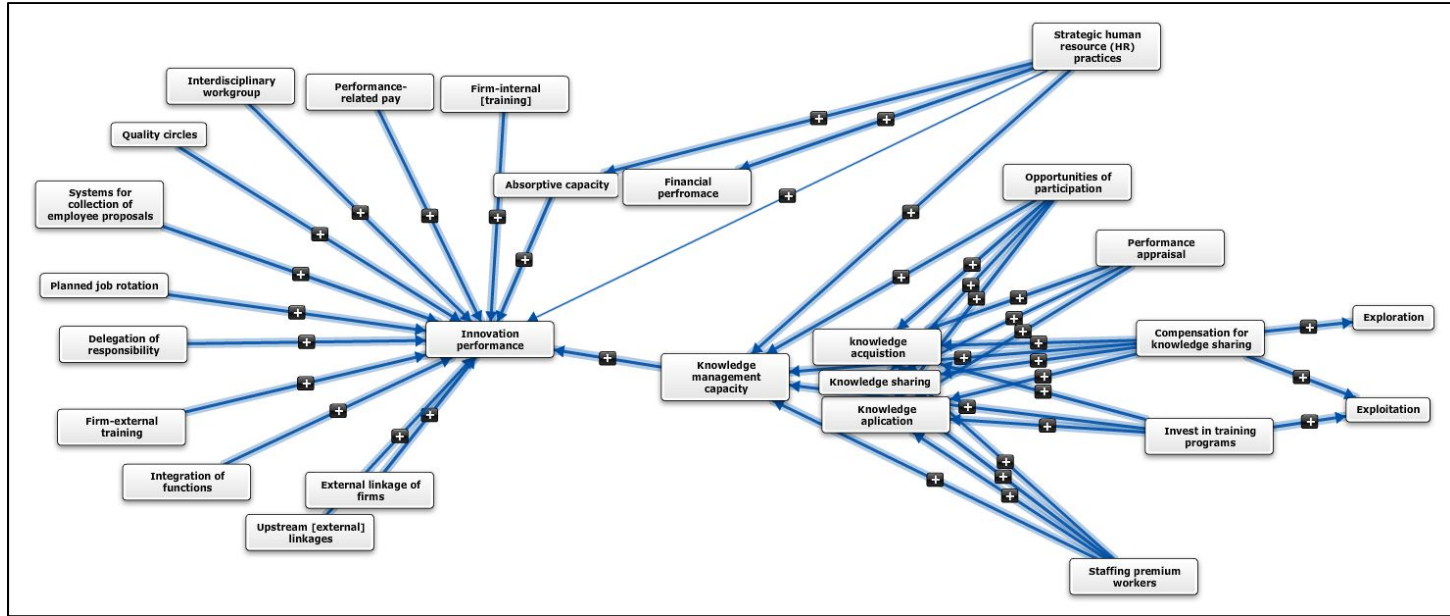 Strategic human
resource (HR)
practices
Interdisciplinary
workgroup
Performance-
related pay
Firm-internal
[training]
Quality circles
Absorptive capacity
Financial
perfromace
Opportunities of
participation
Systems for
collection of
employee proposals
Performance
appraisal
Planned job rotation
Delegation of
responsibility
Innovation
performance
knowledge
acquistion
Compensation for
knowledge sharing
Exploration
Knowledge
management
capacity
Knowledge sharing
Knowledge
aplication
Exploitation
Firm-external
training
Invest in training
programs
Integration of
functions
External linkage of
firms
Upstream [external]
linkages
Staffing premium
workers